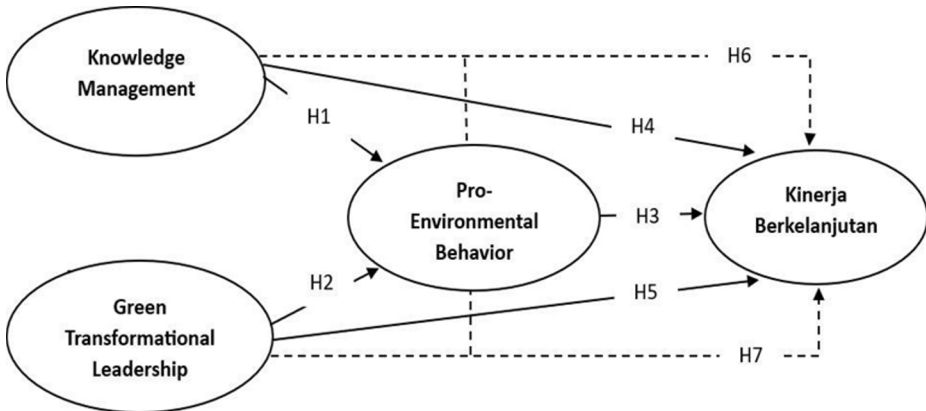 Knowledge
Management
H6
H1
H4
Pro-
Environmental
Behavior
H3
Kinerja
Berkelanjutan
H2
H5
Green
Transformational
Leadership
H7